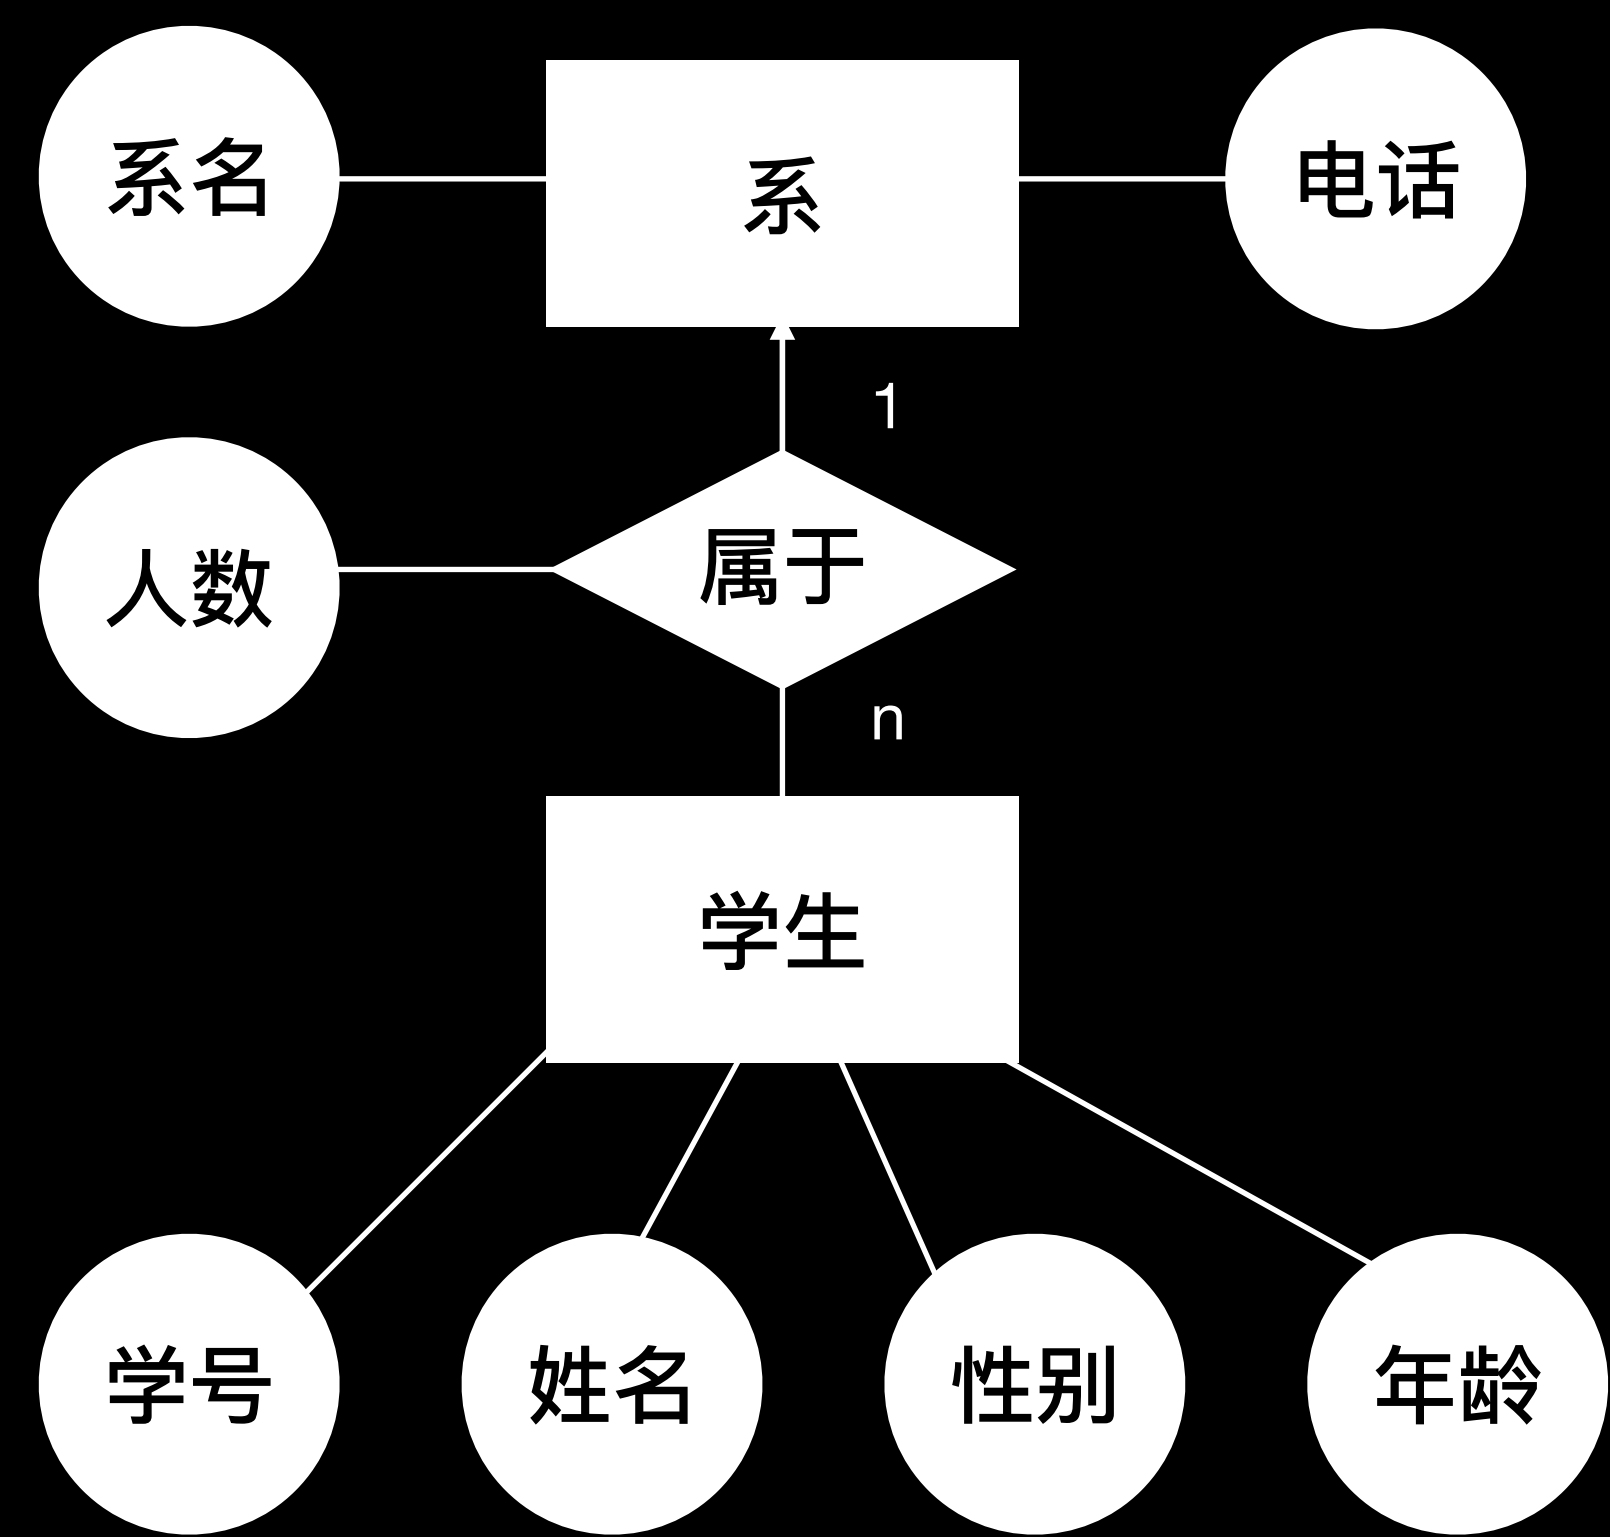 系名
系
电话
1
人数
属于
n
学生
学号
姓名
性别
年龄